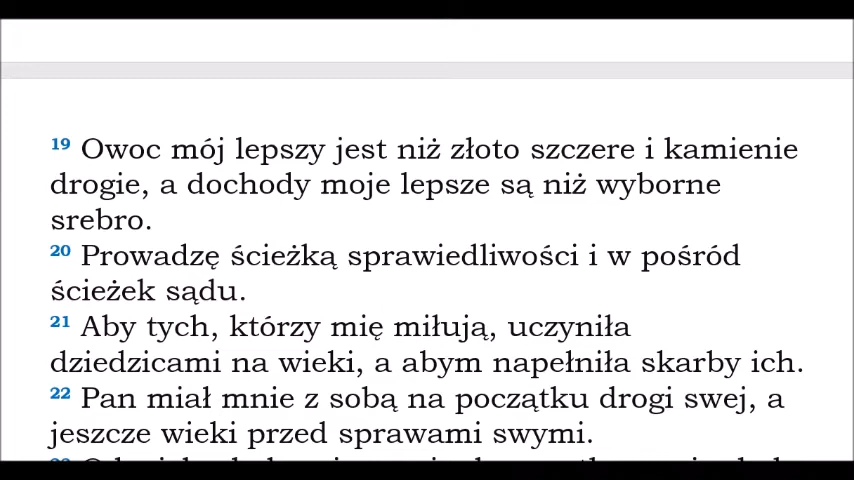 19 Owoc mój lepszy jest niż złoto szczere i kamienie
drogie, a dochody moje lepsze są niż wyborne
srebro.
20 Prowadzę ścieżką sprawiedliwości i w pośród
ścieżek sądu.
21 Aby tych, którzy mię miłują, uczyniła
dziedzicami na wieki, a abym napełniła skarby ich.
22 Pan miał mnie z sobą na początku drogi swej, a
jeszcze wieki przed sprawami swymi.